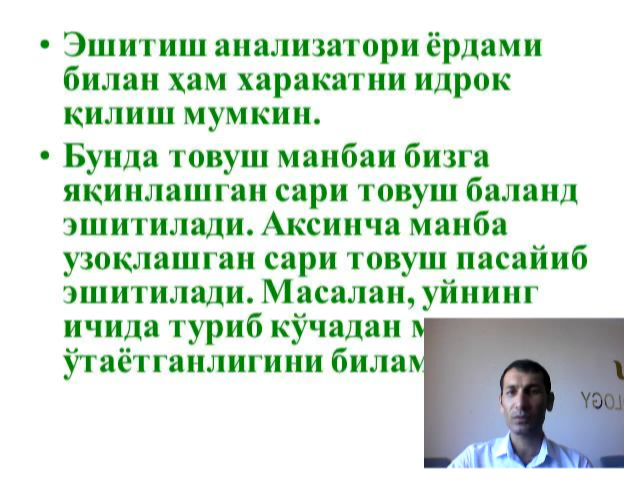 • Эшитиш анализатори ёрдами
билан ҳам харакатни идрок
қилиш мумкин.
• Бунда товуш манбаи бизга
яқинлашган сари товуш баланд
эшитилади. Аксинча манба
узоқлашган сари товуш пасайиб
эшитилади. Масалан, уйнинг
ичида туриб кўчадан
ўтаётганлигини